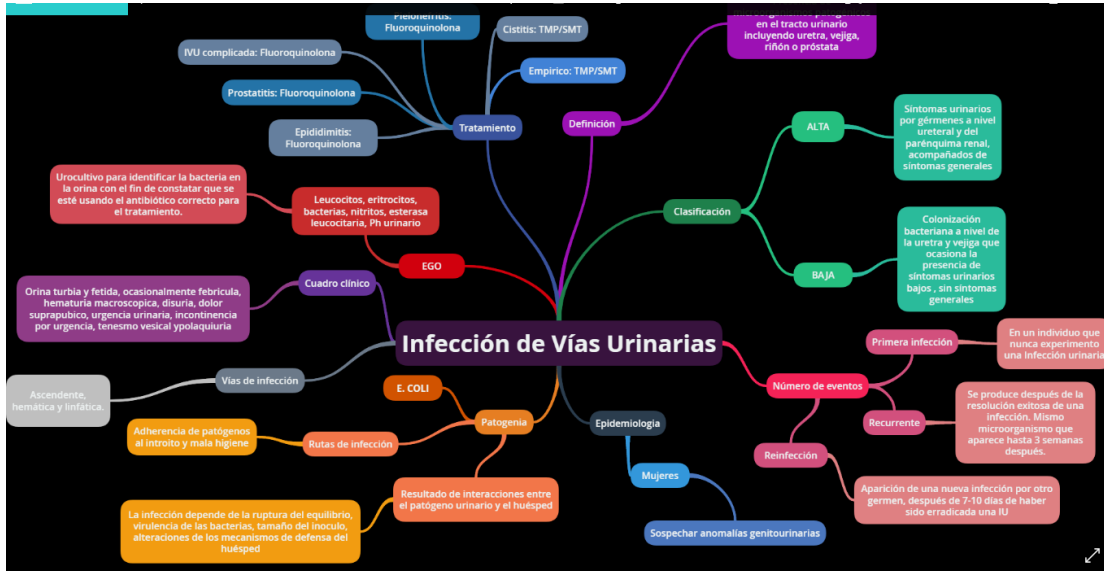 Pielonefritis:
Fluoroquinolona
Cistitis: TMP/SMT
IVU complicada: Fluoroquinolona
Empirico: TMP/SMT
Prostatitis: Fluoroquinolona
Epididimitis:
Fluoroquinolona
Tratamiento
Definición
microorganismos patogénicos
en el tracto urinario
incluyendo uretra, vejiga,
riñón o próstata
Clasificación
ALTA
Síntomas urinarios
por gérmenes a nivel
ureteral y del
parénquima renal,
acompañados de
síntomas generales
BAJA
Colonización
bacteriana a nivel de
la uretra y vejiga que
ocasiona la
presencia de
síntomas urinarios
bajos , sin síntomas
generales
Urocultivo para identificar la bacteria en
la orina con el fin de constatar que se
esté usando el antibiótico correcto para
el tratamiento.
Leucocitos, eritrocitos,
bacterias, nitritos, esterasa
leucocitaria, Ph urinario
EGO
Orina turbia y fetida, ocasionalmente febricula,
hematuria macroscopica, disuria, dolor
suprapubico, urgencia urinaria, incontinencia
por urgencia, tenesmo vesical ypolaquiuria
Cuadro clínico
Infección de Vías Urinarias
Ascendente,
hemática y linfática.
Vías de infección
E. COLI
Patogenia
Adherencia de patógenos
al introito y mala higiene
Rutas de infección
Resultado de interacciones entre
el patógeno urinario y el huésped
La infección depende de la ruptura del equilibrio,
virulencia de las bacterias, tamaño del inoculo,
alteraciones de los mecanismos de defensa del
huésped
Epidemiologia
Mujeres
Sospechar anomalías genitourinarias
Número de eventos
Primera infección
En un individuo que
nunca experimento
una Infección urinaria
Recurrente
Se produce después de la
resolución exitosa de una
infección. Mismo
microorganismo que
aparece hasta 3 semanas
después.
Reinfección
Aparición de una nueva infección por otro
germen, después de 7-10 días de haber
sido erradicada una IU